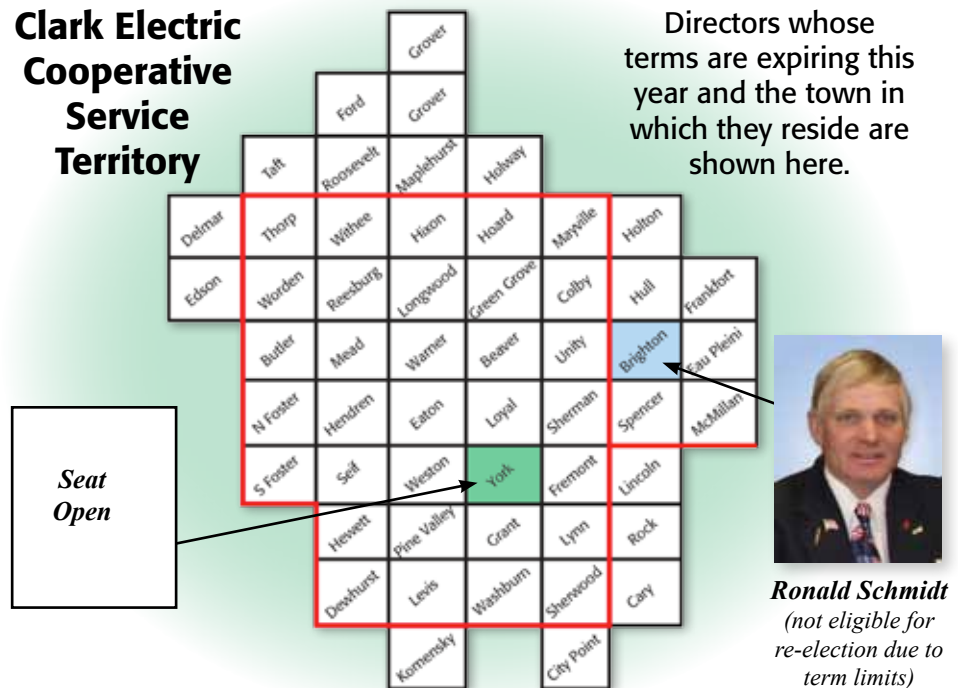 Clark Electric
Cooperative
Service
Territory
Directors whose
terms are expiring this
year and the town in
which they reside are
shown here.
Grover
Ford
Grover
Taft
Roosevelt
Maplehurst
Holway
Delmar
Thorp
Withee
Hixon
Hoard
Mayville
Holton
Edson
Worden
Reesburg
Longwood
Green Grove
Colby
Hull
Frankfort
Butler
Mead
Warner
Beaver
Unity
Brighton
Eau Pleini
N Foster
Hendren
Eaton
Loyal
Sherman
Spencer
McMillan
S Foster
Seif
Weston
York
Fremont
Lincoln
Hewett
Pine Valley
Grant
Lynn
Rock
Dewhurst
Levis
Washburn
Sherwood
Cary
Komensky
City Point
Seat
Open
Ronald Schmidt
(not eligible for
re-election due to
term limits)